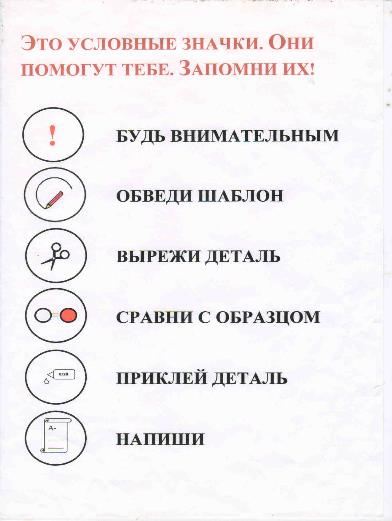 Это условные значки. Они
помогут тебе. Запомни их!
!
Будь внимательным
Обведи шаблон
Вырежи деталь
Сравни с образцом
Приклей деталь
А-
Напиши